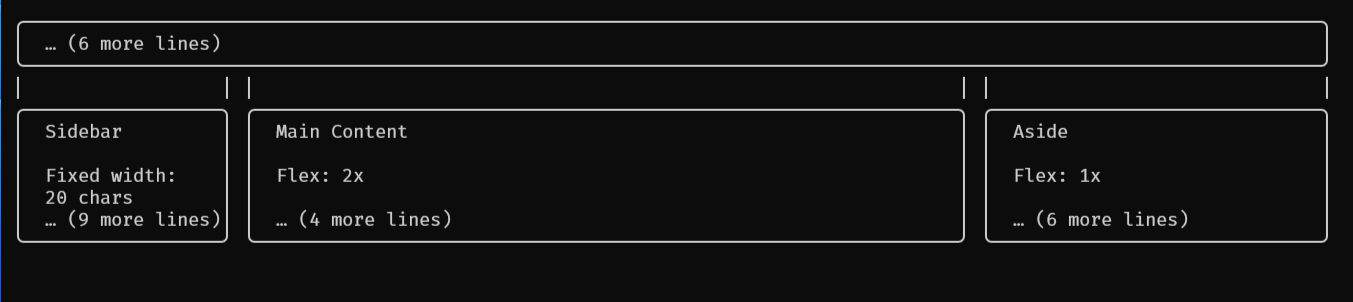 … (6 more lines)
Sidebar
Fixed width:
20 chars
… (9 more lines)
Main Content
Flex: 2x
… (4 more lines)
Aside
Flex: 1x
… (6 more lines)